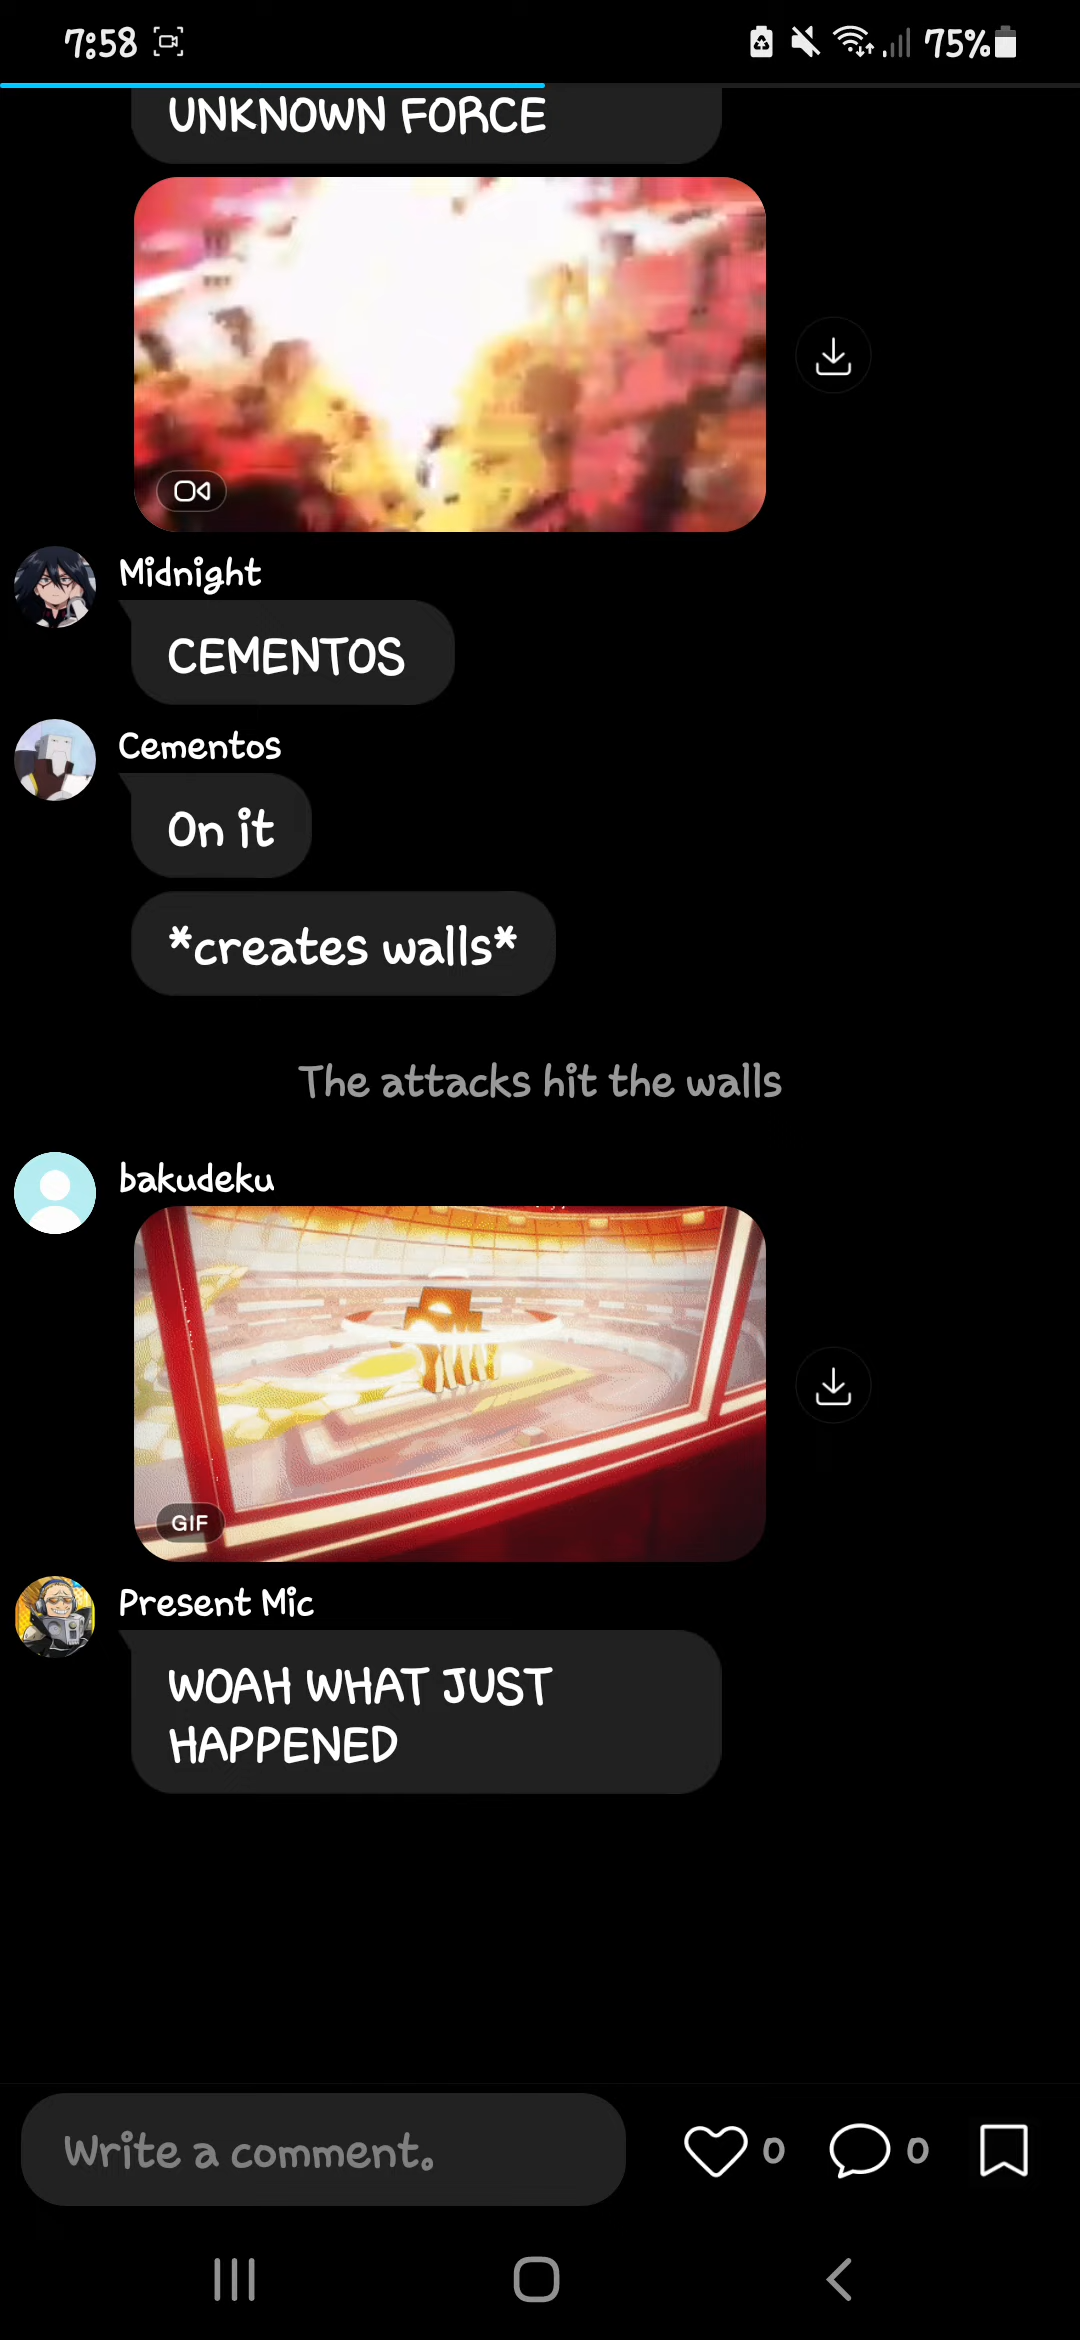 7:58
75%
UNKNOWN FORCE
Midnight
CEMENTOS
Cementos
On it
*creates walls*
The attacks hit the walls
bakudeku
GIF
Present Mic
WOAH WHAT JUST
HAPPENED
Write a comment.
0
0